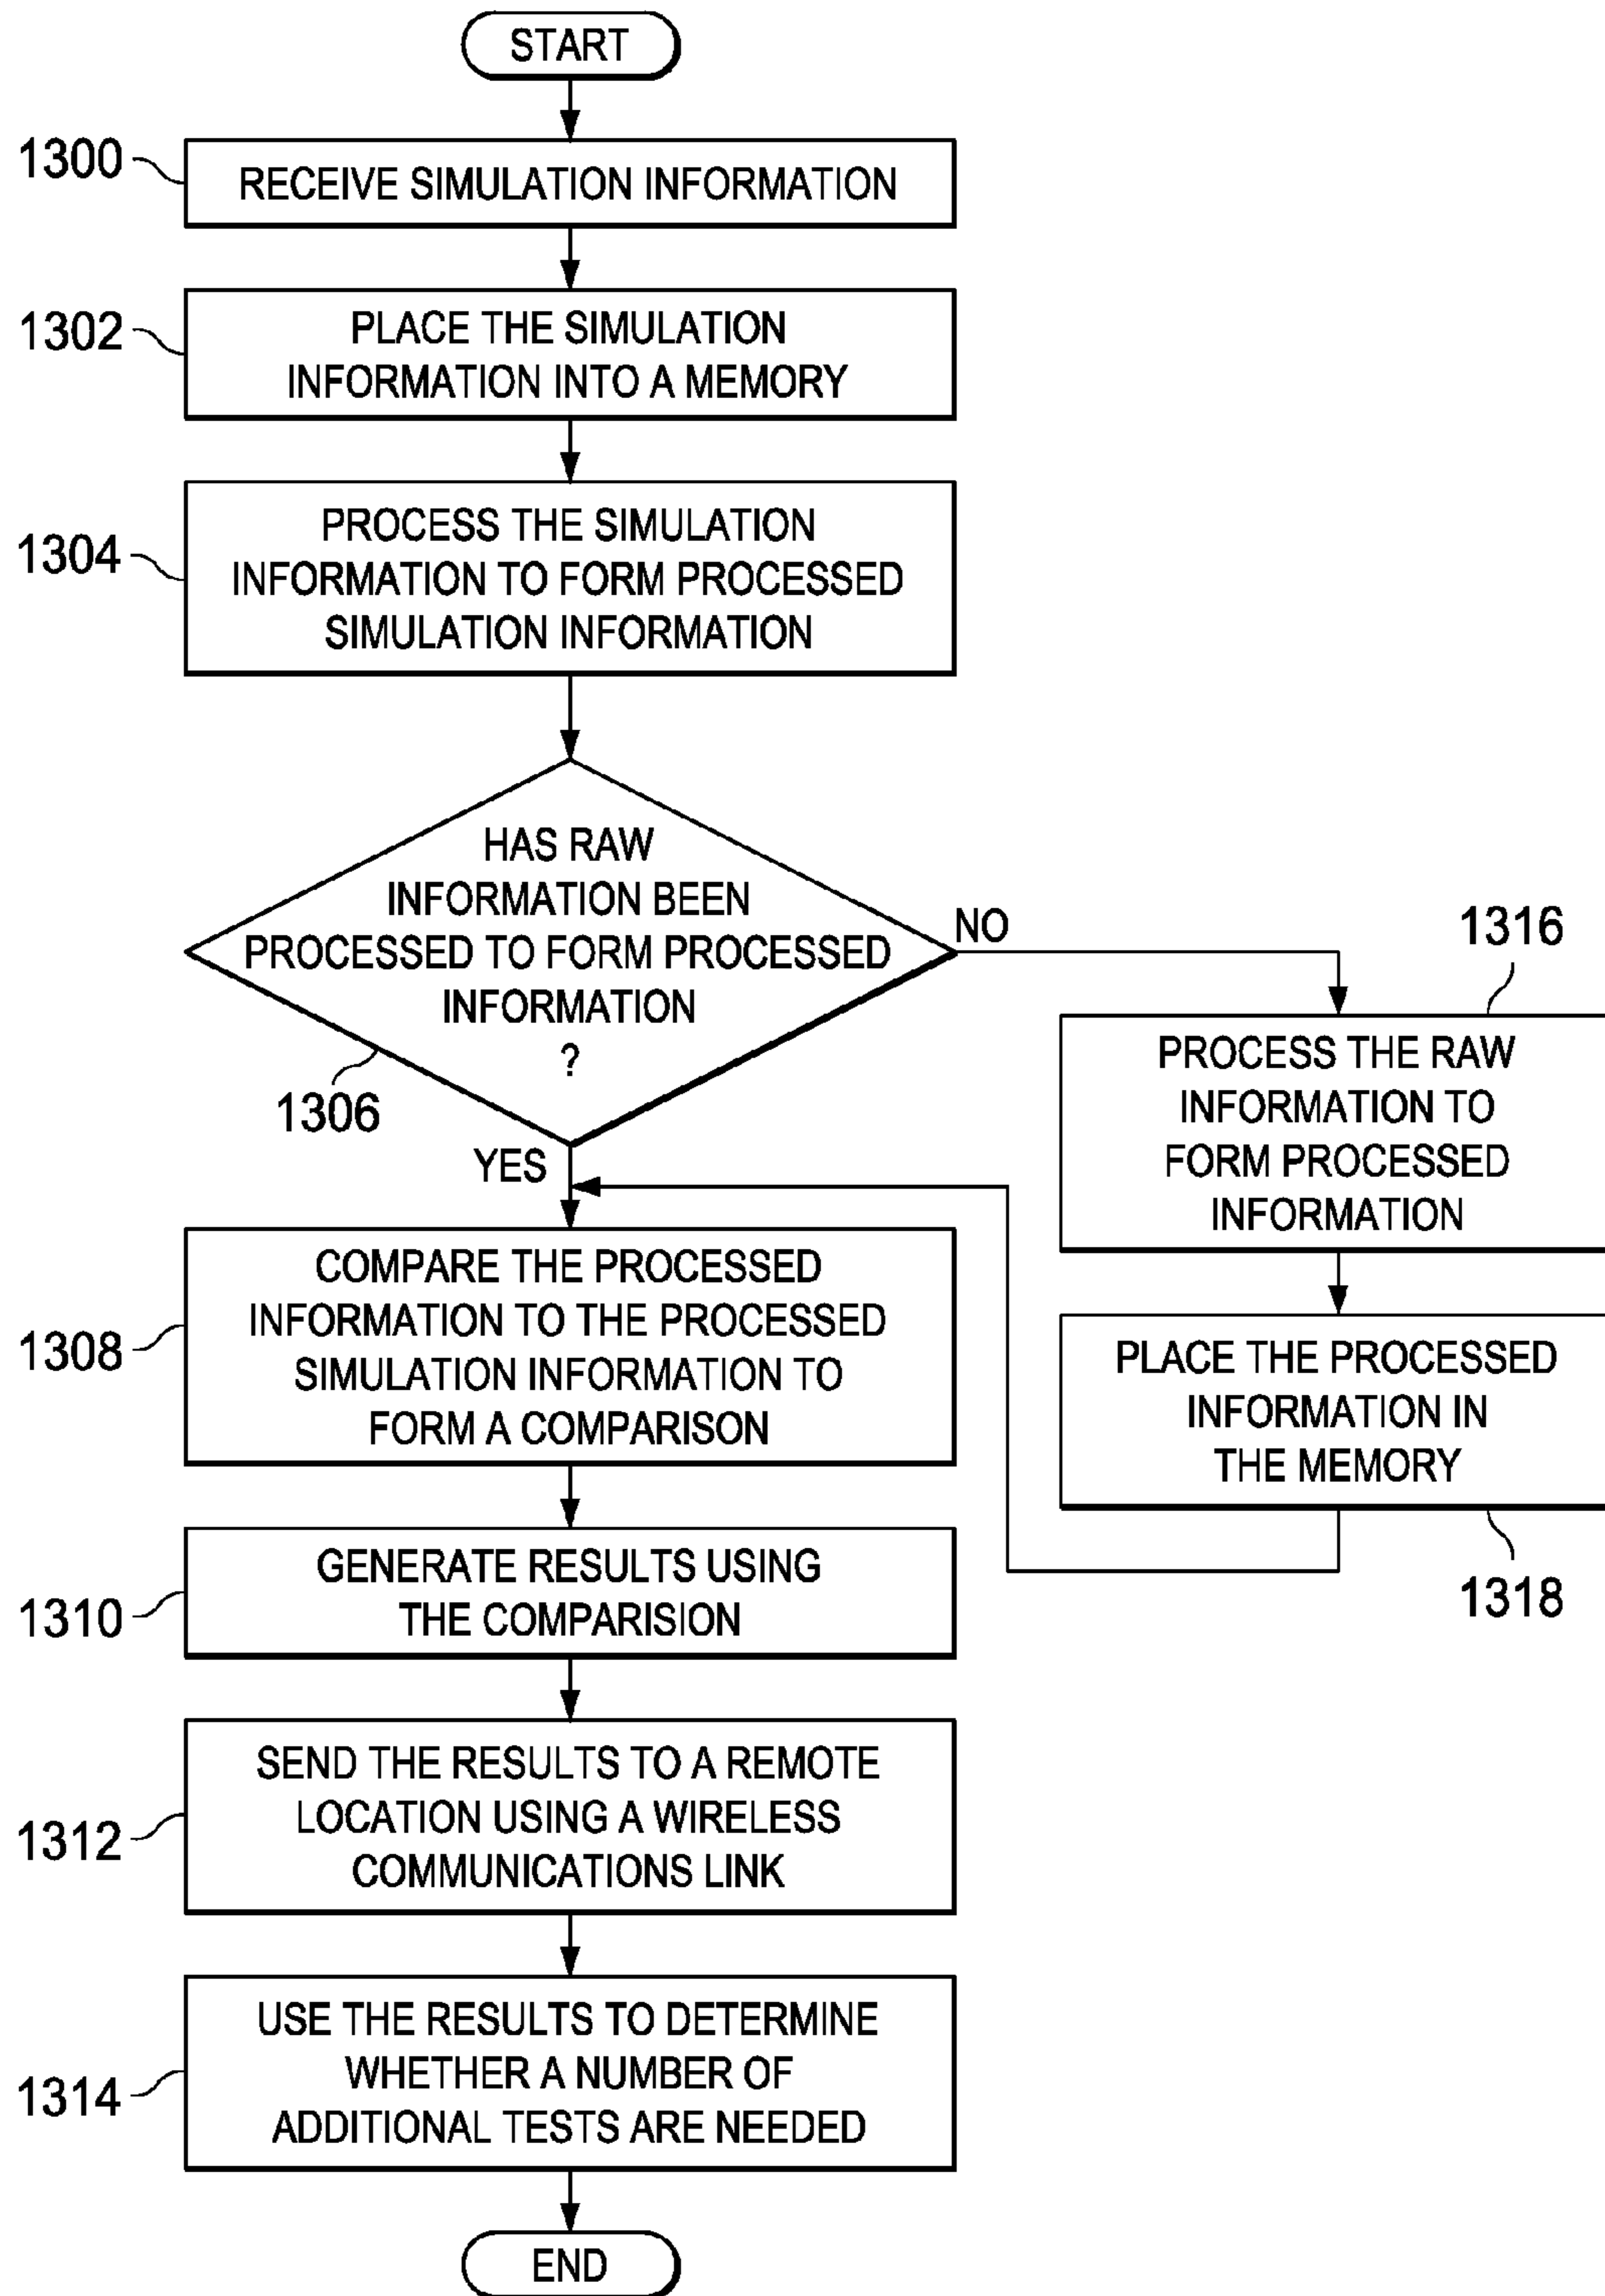 START
1300
RECEIVE SIMULATION INFORMATION
1302
PLACE THE SIMULATION
INFORMATION INTO A MEMORY
1304
PROCESS THE SIMULATION
INFORMATION TO FORM PROCESSED
SIMULATION INFORMATION
HAS RAW
INFORMATION BEEN
PROCESSED TO FORM PROCESSED
INFORMATION
?
1306
NO
YES
1316
PROCESS THE RAW
INFORMATION TO
FORM PROCESSED
INFORMATION
PLACE THE PROCESSED
INFORMATION IN
THE MEMORY
1318
1308
COMPARE THE PROCESSED
INFORMATION TO THE PROCESSED
SIMULATION INFORMATION TO
FORM A COMPARISON
1310
GENERATE RESULTS USING
THE COMPARISION
1312
SEND THE RESULTS TO A REMOTE
LOCATION USING A WIRELESS
COMMUNICATIONS LINK
1314
USE THE RESULTS TO DETERMINE
WHETHER A NUMBER OF
ADDITIONAL TESTS ARE NEEDED
END